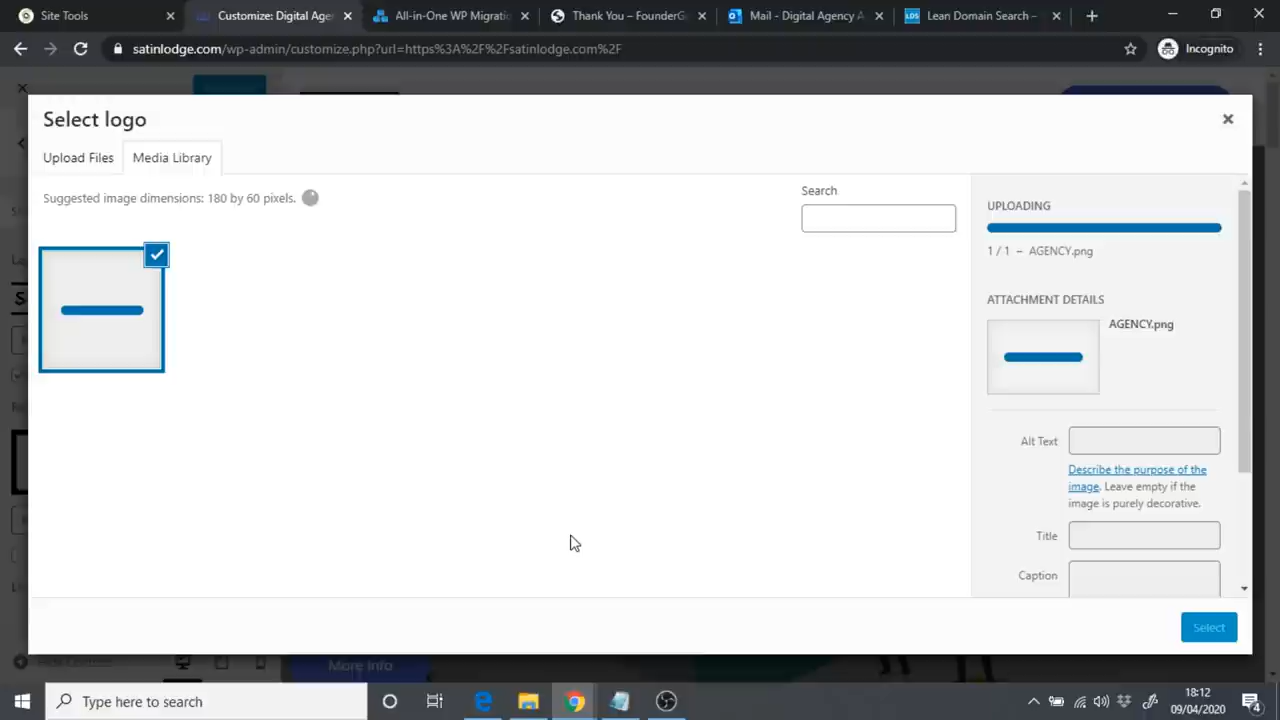 Site Tools
Customize: Digital Age
All-in-One WP Migratio
Thank You – FounderG
Mail - Digital Agency A
LDS
Lean Domain Search –
satinlodge.com/wp-admin/customize.php?url=https%3A%2F%2Fsatinlodge.com%2F
Incognito
Select logo
Upload Files
Media Library
Suggested image dimensions: 180 by 60 pixels.
Search
UPLOADING
1 / 1 – AGENCY.png
ATTACHMENT DETAILS
AGENCY.png
Alt Text
Describe the purpose of the
image. Leave empty if the
image is purely decorative.
Title
Caption
Select
More Info
Type here to search
18:12
09/04/2020
4